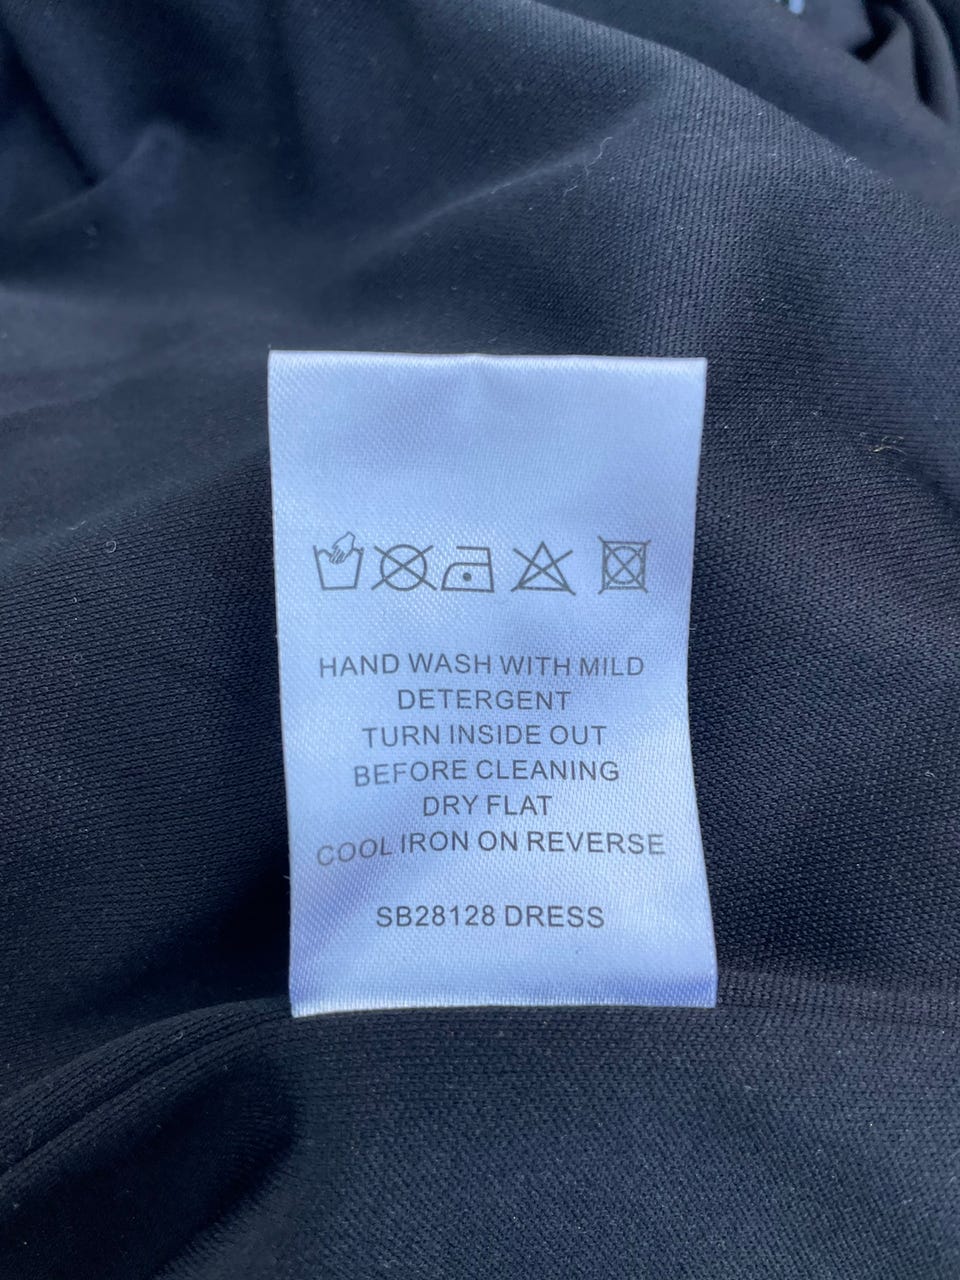 HAND WASH WITH MILD
DETERGENT
TURN INSIDE OUT
BEFORE CLEANING
DRY FLAT
COOL IRON ON REVERSE
SB28128 DRESS